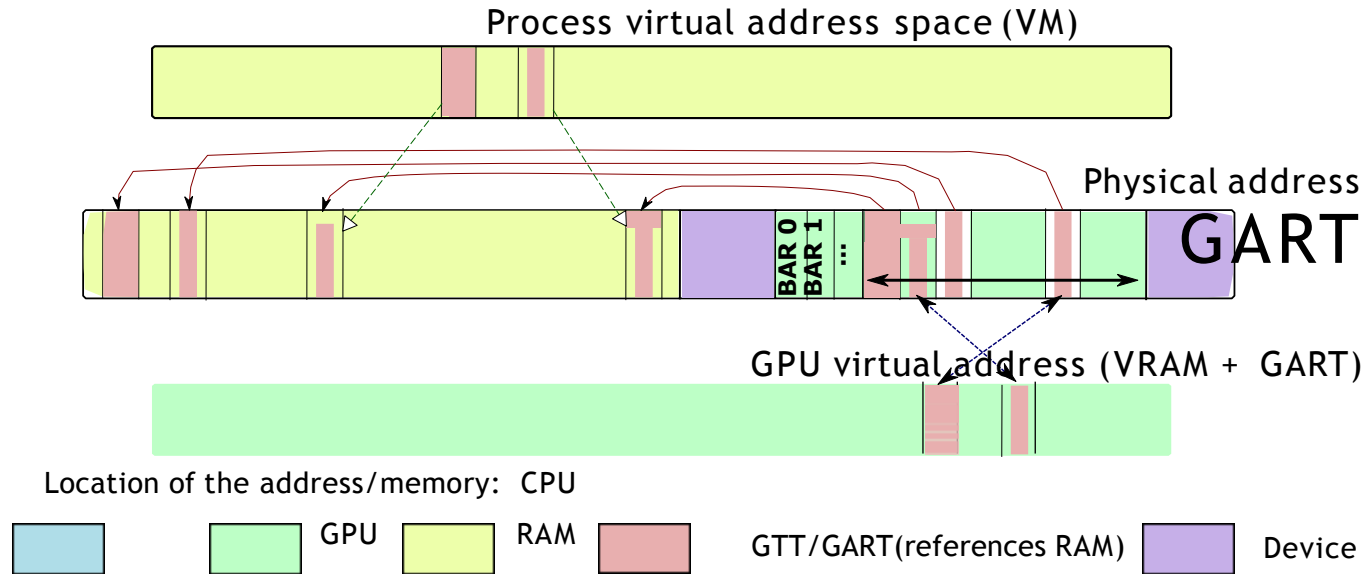 Process virtual address space (VM)
Physical address
GART
BAR 0
BAR 1
...
GPU virtual address (VRAM + GART)
Location of the address/memory: CPU
GPU RAM GTT/GART(references RAM) Device